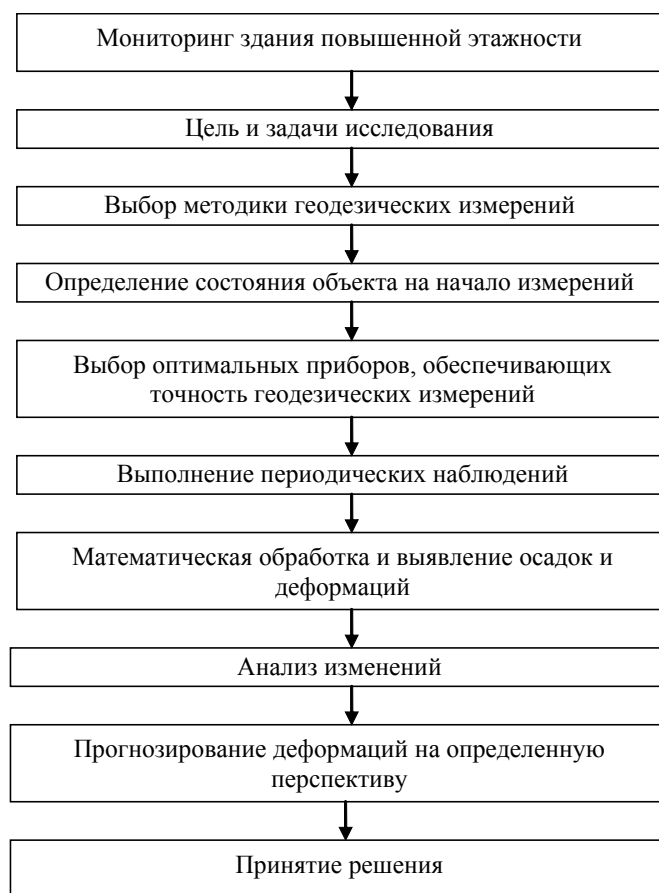 Мониторинг здания повышенной этажности
Цель и задачи исследования
Выбор методики геодезических измерений
Определение состояния объекта на начало измерений
Выбор оптимальных приборов, обеспечивающих
точность геодезических измерений
Выполнение периодических наблюдений
Математическая обработка и выявление осадок и
деформаций
Анализ изменений
Прогнозирование деформаций на определенную
перспективу
Принятие решения